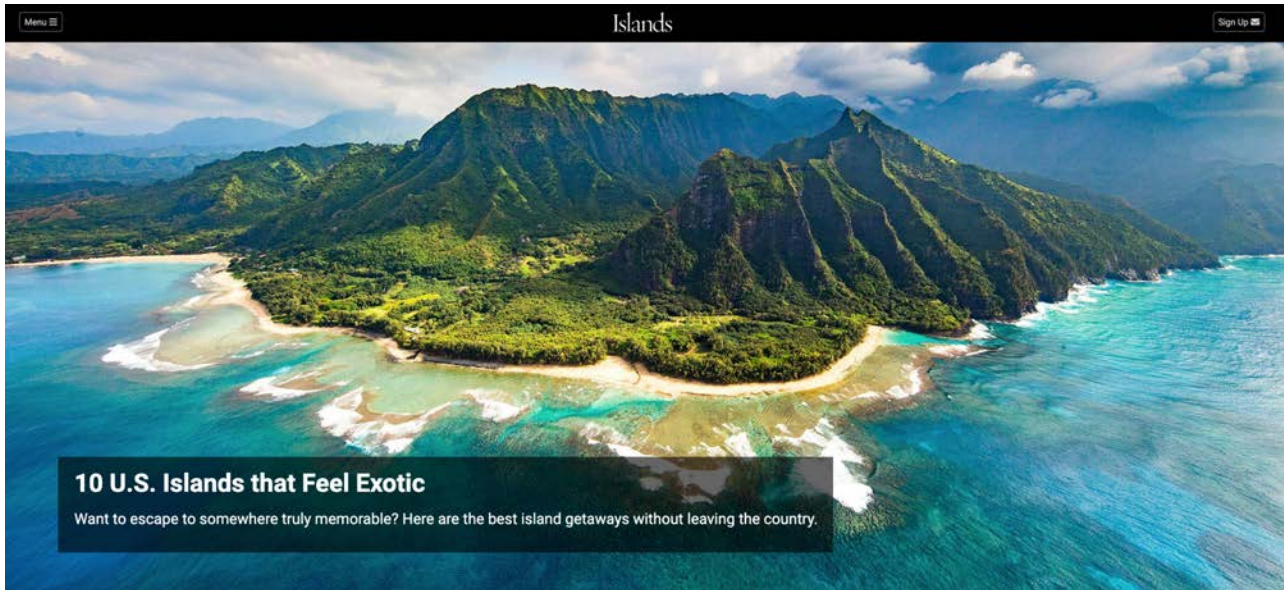 Menu
Islands
Sign Up
10 U.S. Islands that Feel Exotic
Want to escape to somewhere truly memorable? Here are the best island getaways without leaving the country.